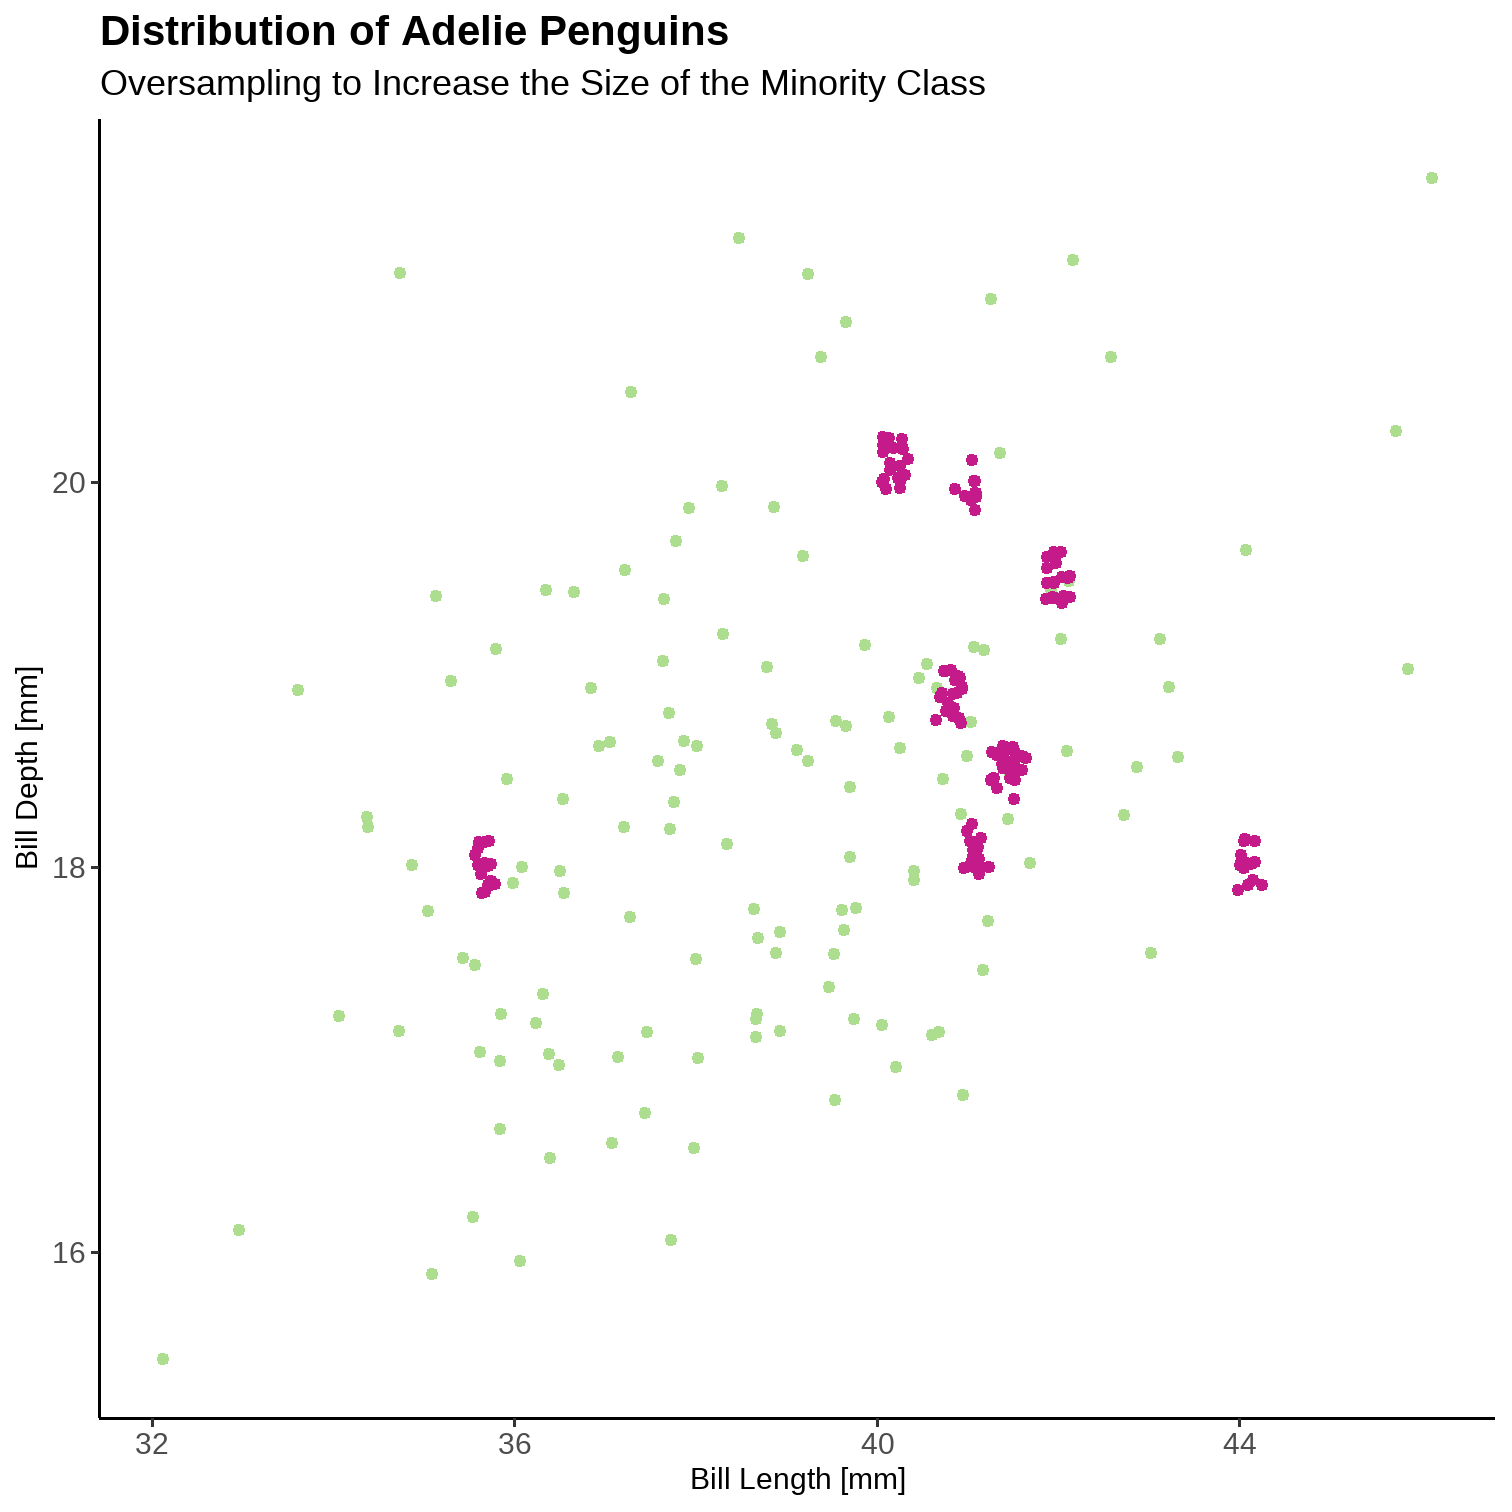 Distribution of Adelie Penguins
Oversampling to Increase the Size of the Minority Class
20
18
16
Bill Depth [mm]
32 36 40 44
Bill Length [mm]